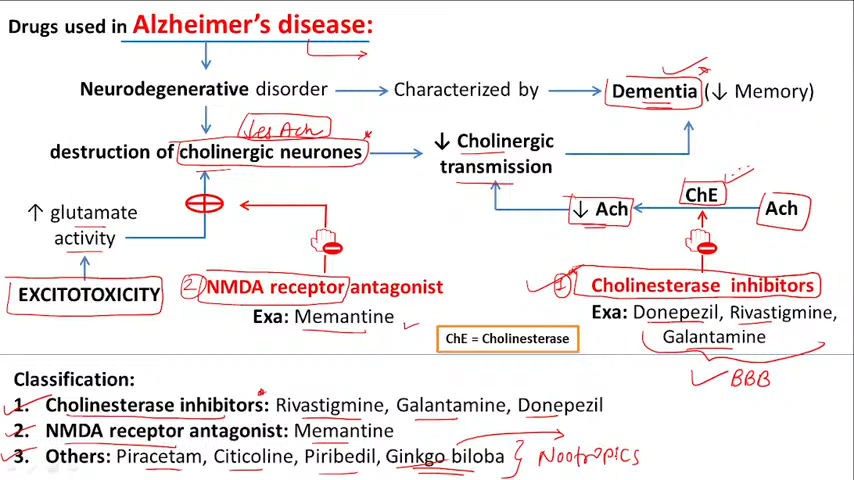 Drugs used in Alzheimer's disease:
Neurodegenerative disorder
Characterized by
Dementia (↓ Memory)
↓es Ach
destruction of cholinergic neurones
↓ Cholinergic
transmission
ChE
↓ Ach
Ach
↑ glutamate
activity
EXCITOTOXICITY
2 NMDA receptor antagonist
Exa: Memantine
1 Cholinesterase inhibitors
Exa: Donepezil, Rivastigmine,
Galantamine
ChE = Cholinesterase
BBB
Classification:
1. Cholinesterase inhibitors: Rivastigmine, Galantamine, Donepezil
2. NMDA receptor antagonist: Memantine
3. Others: Piracetam, Citicoline, Piribedil, Ginkgo biloba
Nootropics